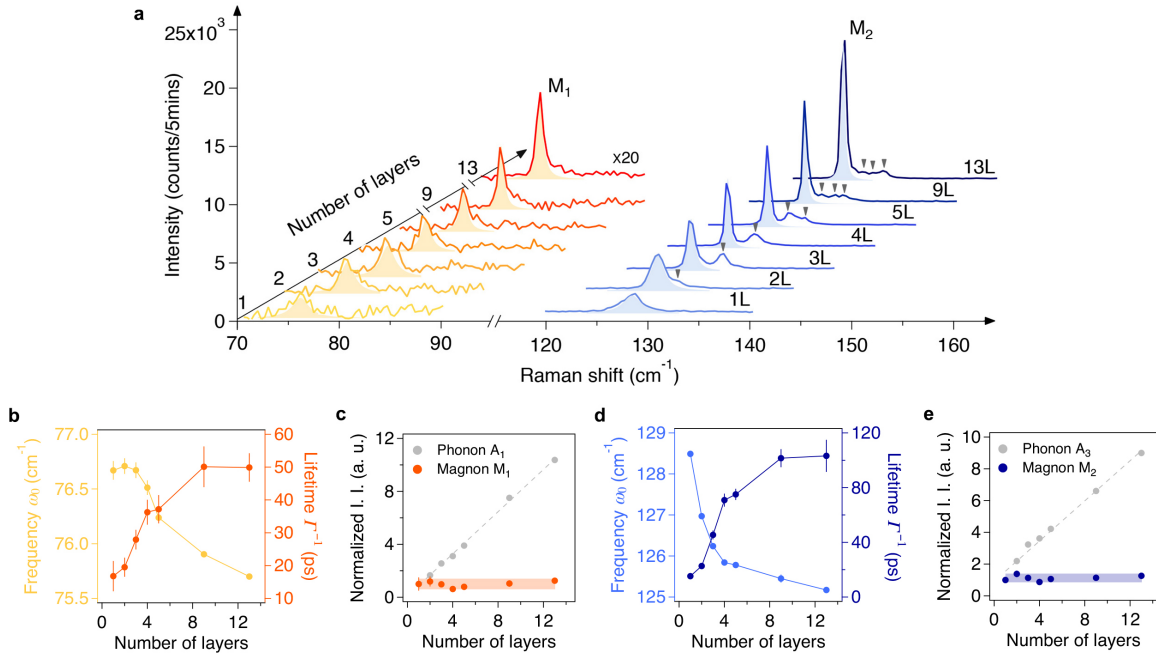 a
25x10³
20
15
10
5
0
Intensity (counts/5mins)
Number of layers
1
2
3
4
5
9
13
M₁
x20
M₂
13L
9L
5L
4L
3L
2L
1L
70
80
90
120
130
140
150
160
Raman shift (cm⁻¹)
b
77.0
76.5
76.0
75.5
Frequency ω₀ (cm⁻¹)
60
50
40
30
20
10
Lifetime Γ⁻¹ (ps)
0
4
8
12
Number of layers
c
12
8
4
0
Normalized I. I. (a. u.)
Phonon A₁
Magnon M₁
0
4
8
12
Number of layers
d
129
128
127
126
125
Frequency ω₀ (cm⁻¹)
120
80
40
0
Lifetime Γ⁻¹ (ps)
0
4
8
12
Number of layers
e
10
8
6
4
2
0
Normalized I. I. (a. u.)
Phonon A₃
Magnon M₂
0
4
8
12
Number of layers